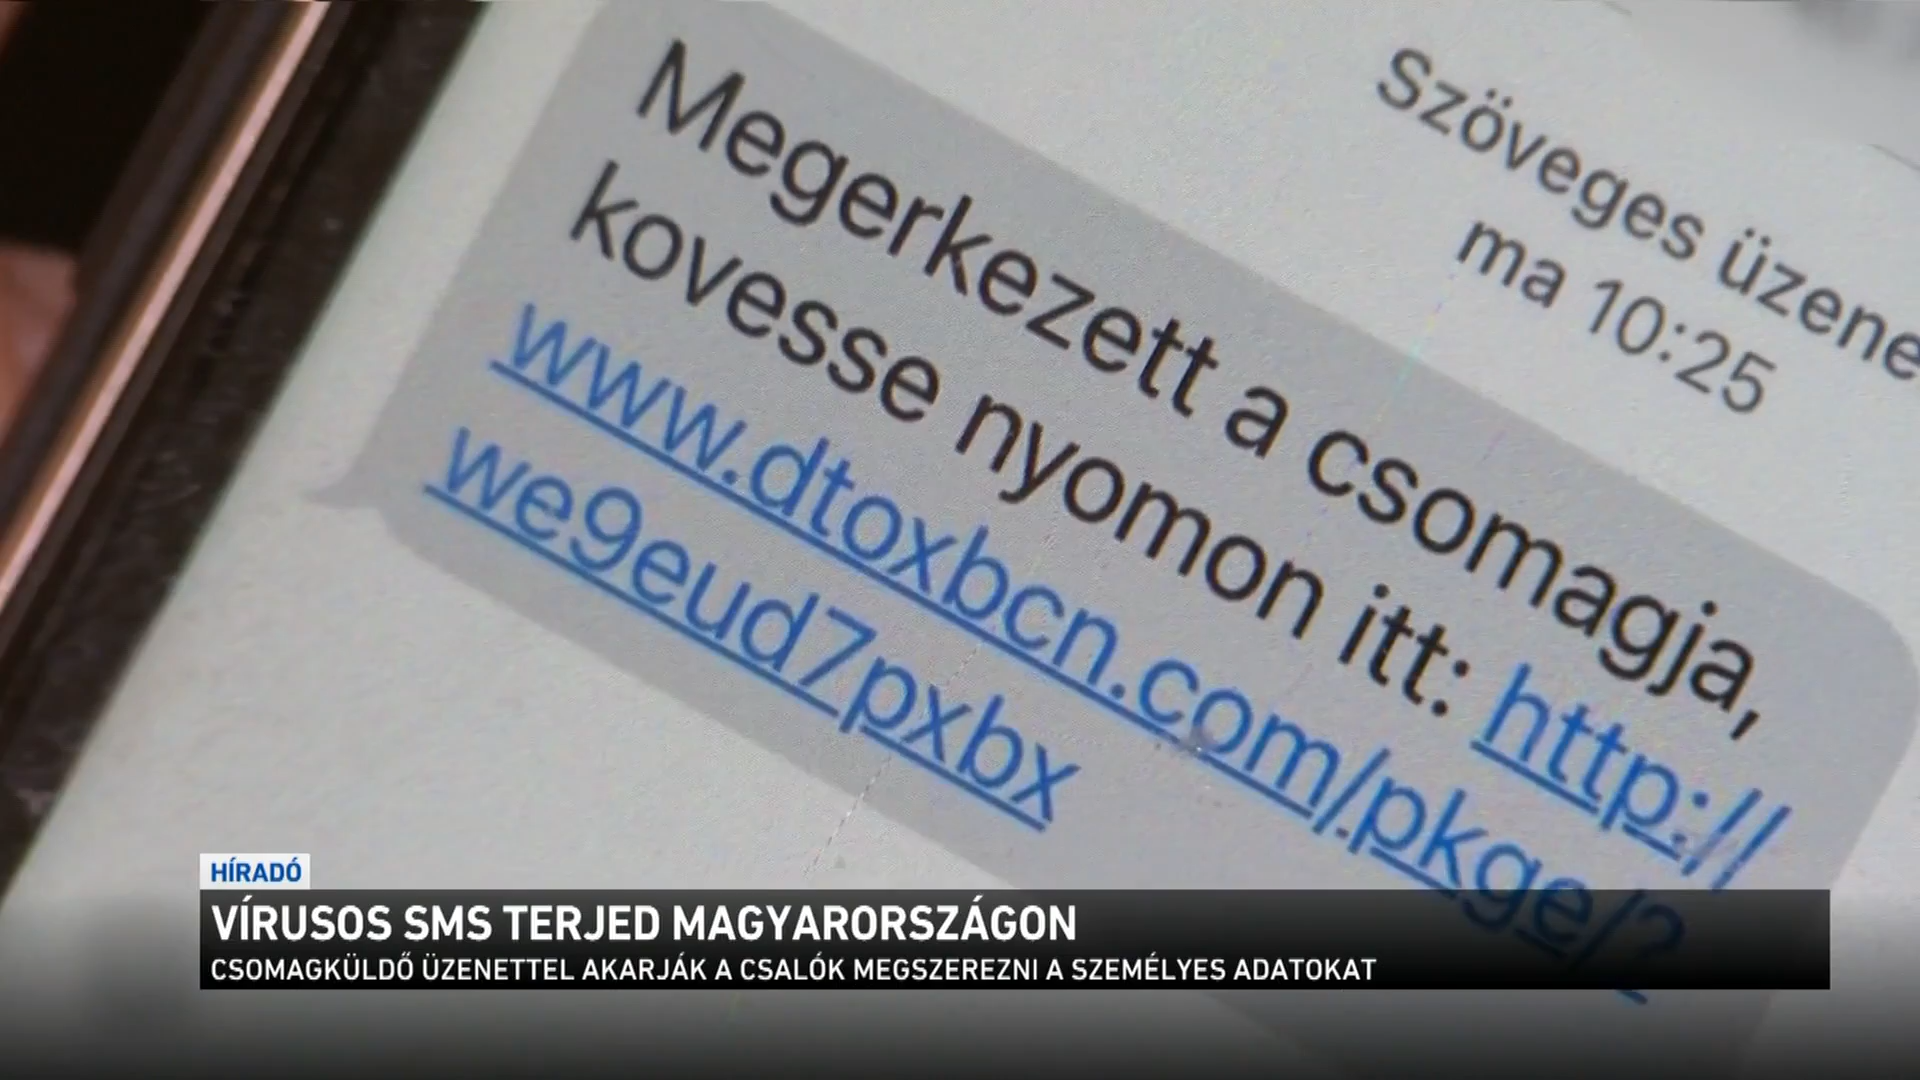 Szöveges üzene
ma 10:25
Megerkezett a csomagja,
kovesse nyomon itt: http://
www.dtoxbcn.com/pkge/?
we9eud7pxbx
HÍRADÓ
VÍRUSOS SMS TERJED MAGYARORSZÁGON
CSOMAGKÜLDŐ ÜZENETTEL AKARJÁK A CSALÓK MEGSZEREZNI A SZEMÉLYES ADATOKAT